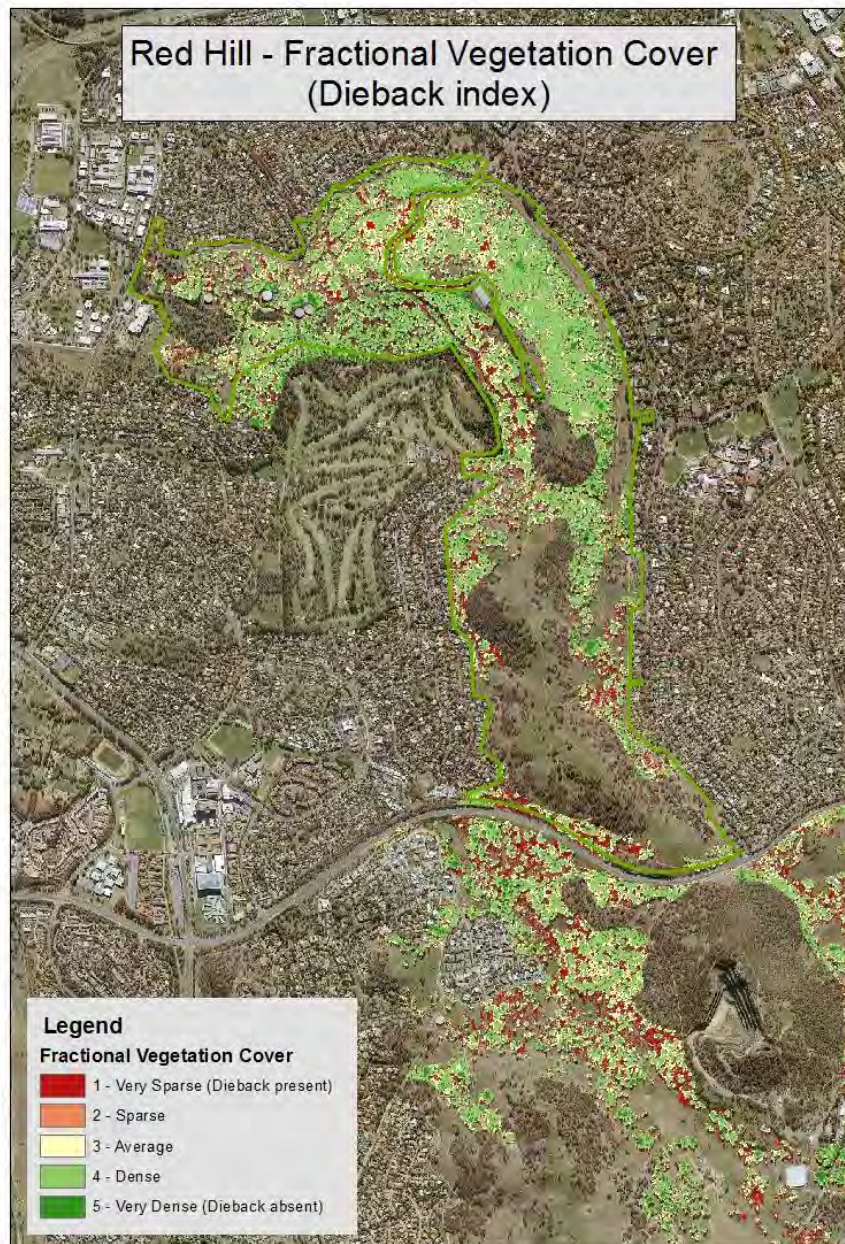 Red Hill - Fractional Vegetation Cover
(Dieback index)
Legend
Fractional Vegetation Cover
1 - Very Sparse (Dieback present)
2 - Sparse
3 - Average
4 - Dense
5 - Very Dense (Dieback absent)